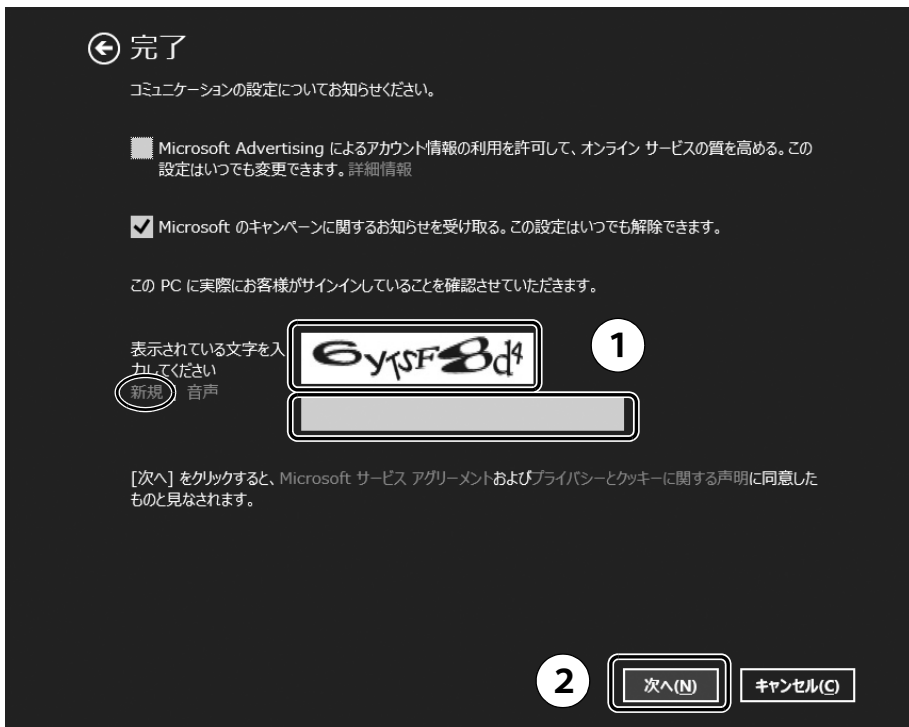 完了
コミュニケーションの設定についてお知らせください。
Microsoft Advertising によるアカウント情報の利用を許可して、オンライン サービスの質を高める。この
設定はいつでも変更できます。詳細情報
Microsoft のキャンペーンに関するお知らせを受け取る。この設定はいつでも解除できます。
この PC に実際にお客様がサインインしていることを確認させていただきます。
表示されている文字を入
力してください
新規 音声
6yTSF8d4
1
[次へ] をクリックすると、Microsoft サービス アグリーメントおよびプライバシーとクッキーに関する声明に同意した
ものと見なされます。
2
次へ(N)
キャンセル(C)